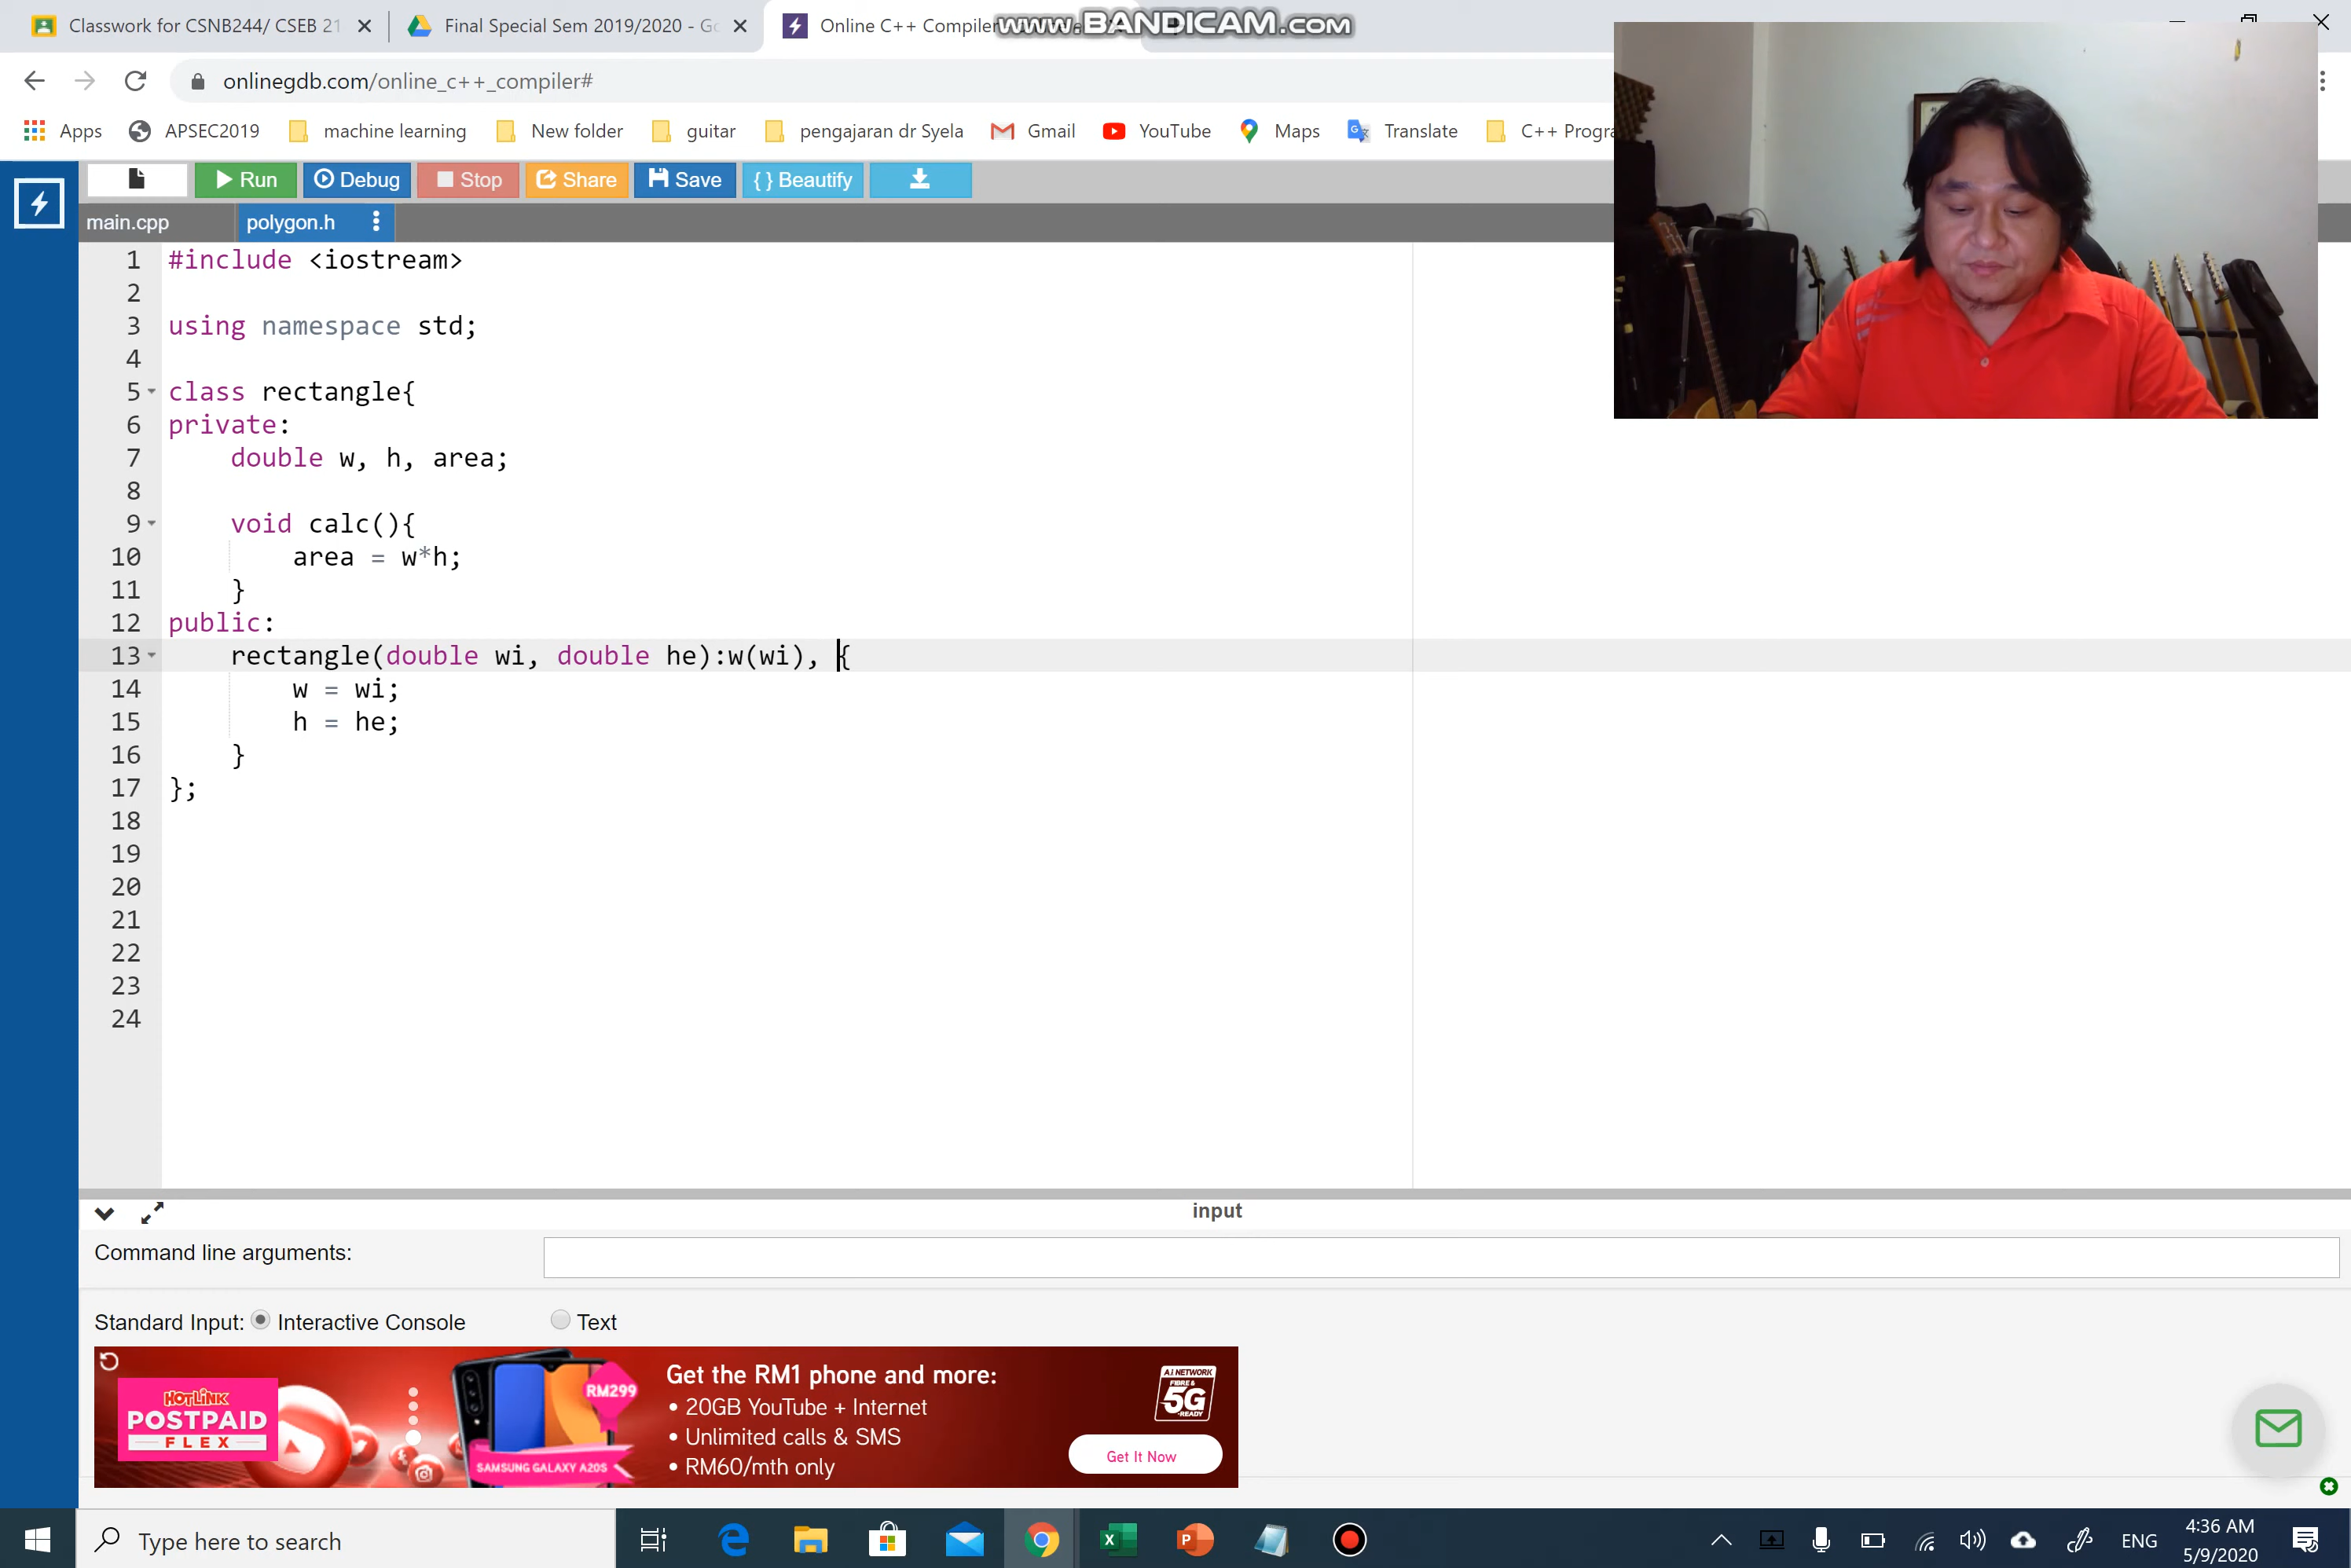 Classwork for CSNB244/ CSEB 21
Final Special Sem 2019/2020 - Go
Online C++ Compiler
www.BANDICAM.com
onlinegdb.com/online_c++_compiler#
Apps
APSEC2019
machine learning
New folder
guitar
pengajaran dr Syela
Gmail
YouTube
Maps
Translate
C++ Progra
Run
Debug
Stop
Share
Save
{ } Beautify
main.cpp
polygon.h
1 #include <iostream>
2
3 using namespace std;
4
5 class rectangle{
6 private:
7 double w, h, area;
8
9 void calc(){
10 area = w*h;
11 }
12 public:
13 rectangle(double wi, double he):w(wi), {
14 w = wi;
15 h = he;
16 }
17 };
18
19
20
21
22
23
24
input
Command line arguments:
Standard Input: Interactive Console Text
HOTLINK
POSTPAID
FLEX
RM299
SAMSUNG GALAXY A20S
Get the RM1 phone and more:
• 20GB YouTube + Internet
• Unlimited calls & SMS
• RM60/mth only
A.I. NETWORK
FIBRE &
5G
-READY
Get It Now
Type here to search
ENG
4:36 AM
5/9/2020